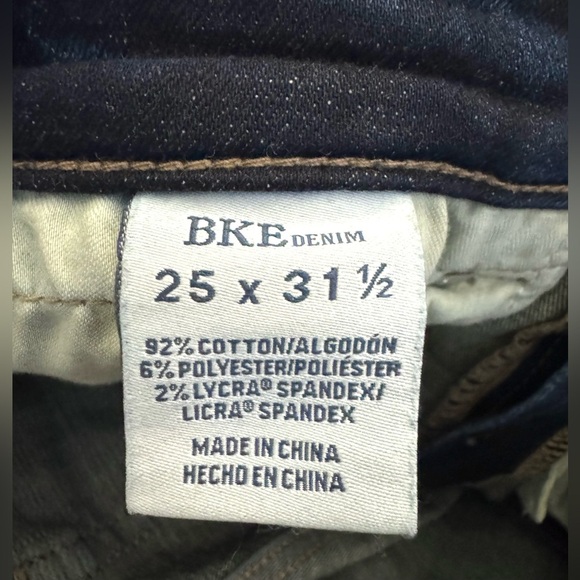 BKE DENIM
25 x 31 ½
92% COTTON/ALGODÓN
6% POLYESTER/POLIÉSTER
2% LYCRA® SPANDEX/
LICRA® SPANDEX
MADE IN CHINA
HECHO EN CHINA